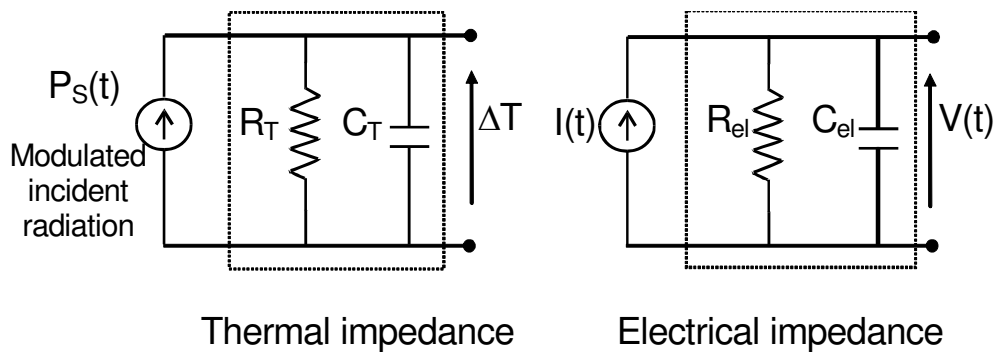 P_S(t)
Modulated
incident
radiation
R_T
C_T
ΔT
I(t)
R_el
C_el
V(t)
Thermal impedance
Electrical impedance